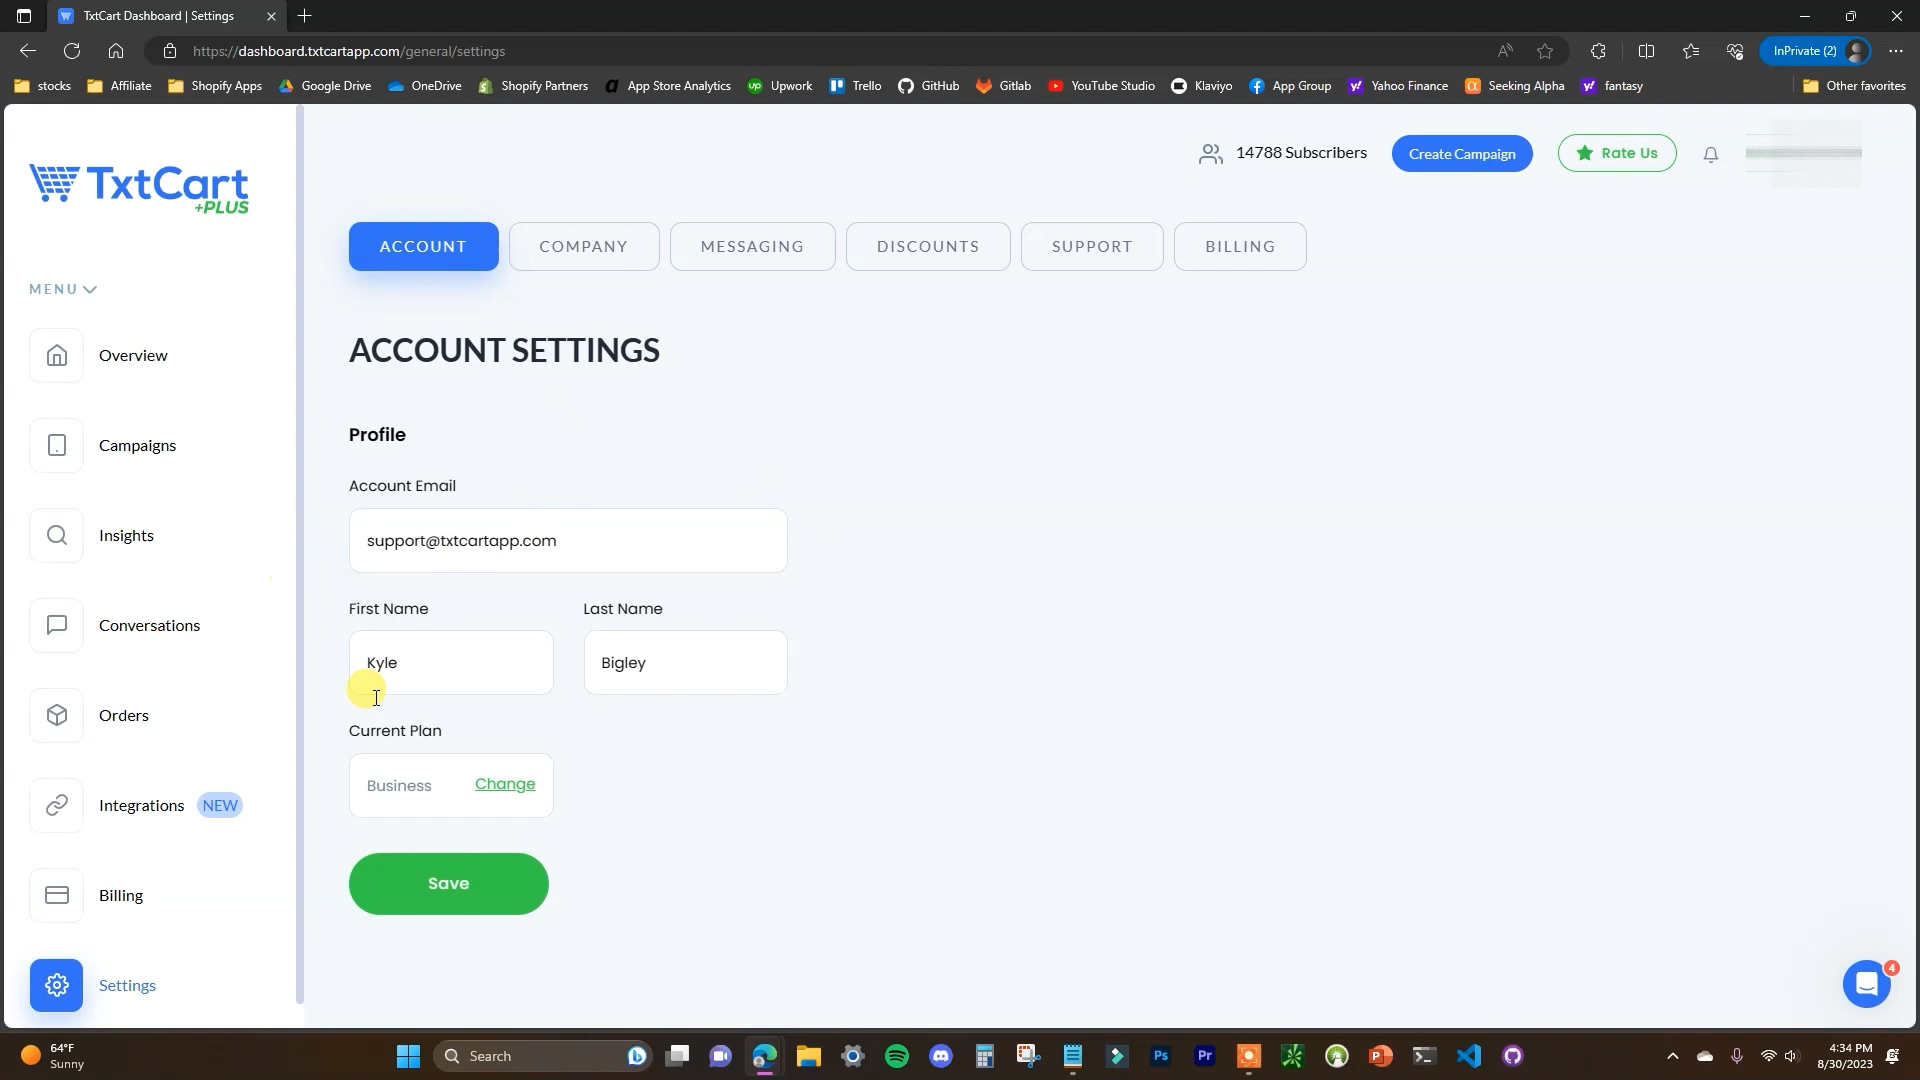 TxtCart Dashboard | Settings
https://dashboard.txtcartapp.com/general/settings
InPrivate (2)
stocks
Affiliate
Shopify Apps
Google Drive
OneDrive
Shopify Partners
App Store Analytics
Upwork
Trello
GitHub
Gitlab
YouTube Studio
Klaviyo
App Group
Yahoo Finance
Seeking Alpha
fantasy
Other favorites
TxtCart
+PLUS
14788 Subscribers
Create Campaign
Rate Us
ACCOUNT
COMPANY
MESSAGING
DISCOUNTS
SUPPORT
BILLING
MENU
Overview
Campaigns
Insights
Conversations
Orders
Integrations NEW
Billing
Settings
ACCOUNT SETTINGS
Profile
Account Email
support@txtcartapp.com
First Name
Last Name
Kyle
Bigley
Current Plan
Business
Change
Save
4
64°F
Sunny
Search
4:34 PM
8/30/2023